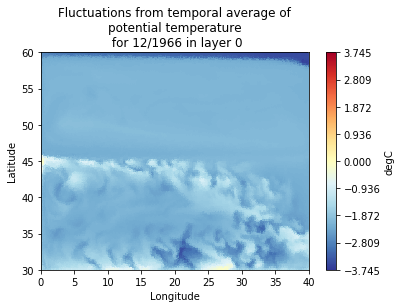 Fluctuations from temporal average of
potential temperature
for 12/1966 in layer 0
60
55
50
45
40
35
30
Latitude
0 5 10 15 20 25 30 35 40
Longitude
3.745
2.809
1.872
0.936
0.000
−0.936
−1.872
−2.809
−3.745
degC